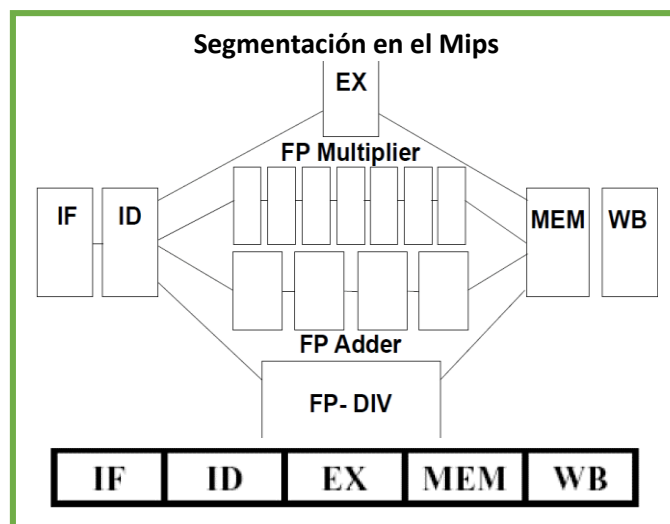 Segmentación en el Mips
EX
FP Multiplier
IF ID MEM WB
FP Adder
FP- DIV
IF ID EX MEM WB